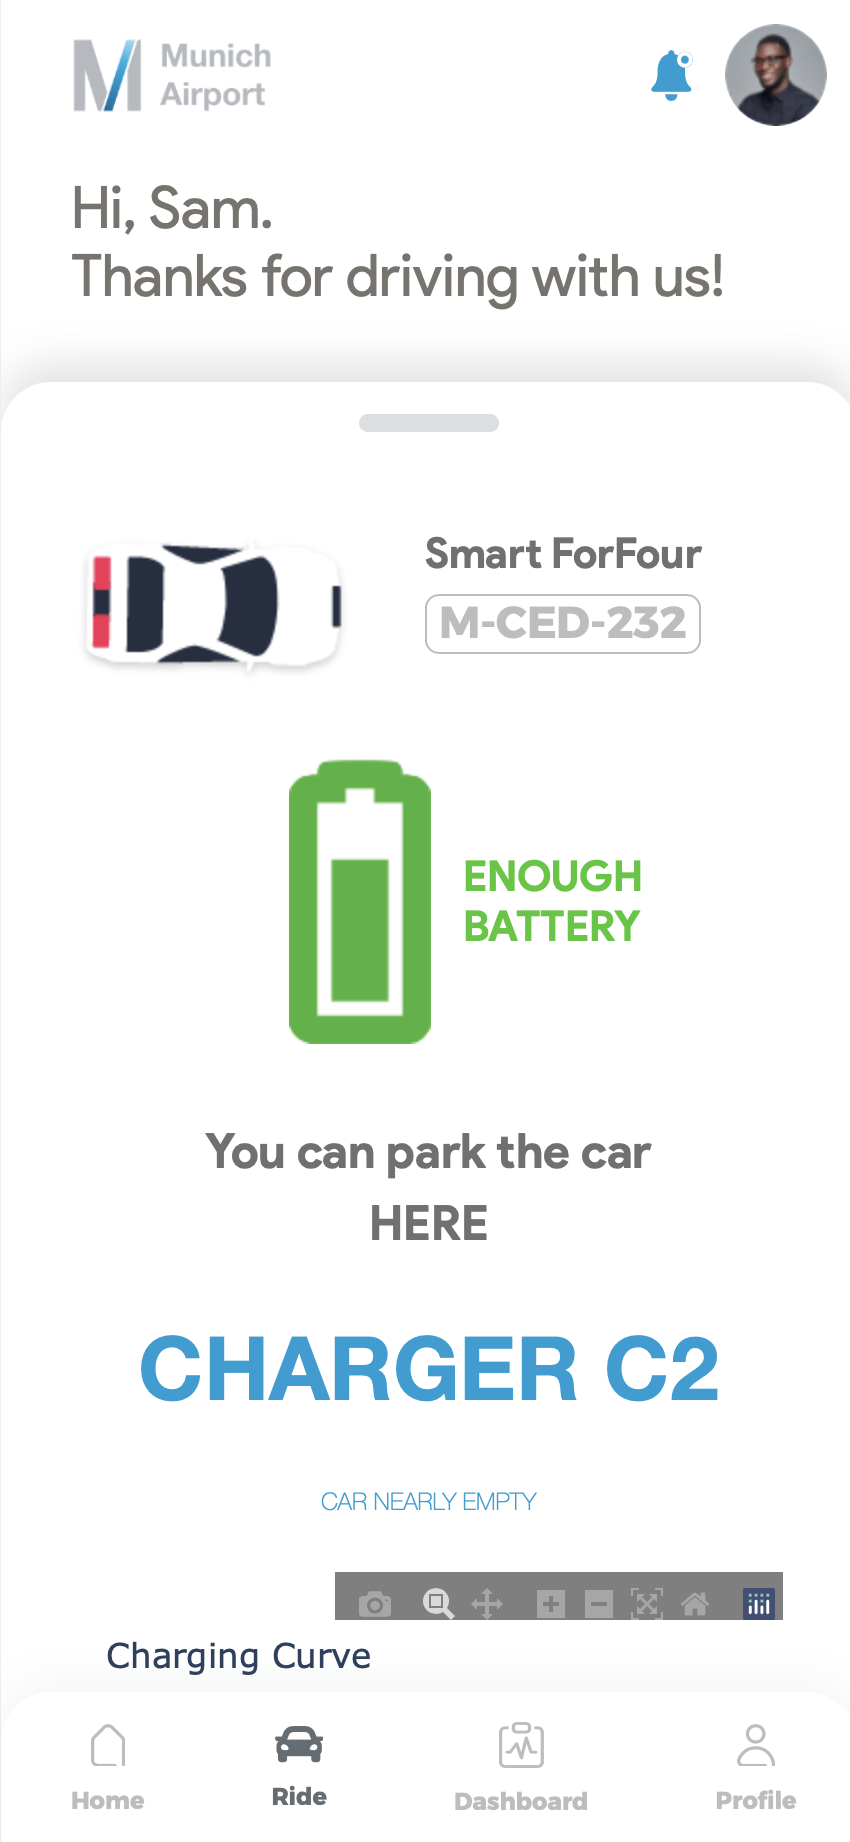 Munich
Airport
Hi, Sam.
Thanks for driving with us!
Smart ForFour
M-CED-232
ENOUGH
BATTERY
You can park the car
HERE
CHARGER C2
CAR NEARLY EMPTY
Charging Curve
Home
Ride
Dashboard
Profile